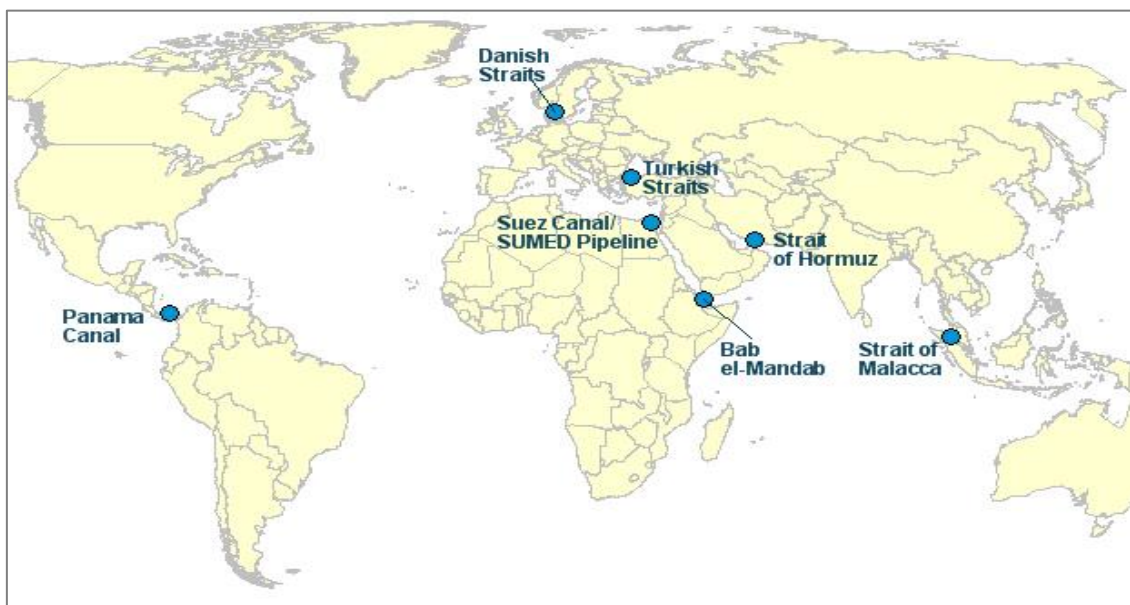 Danish
Straits
Turkish
Straits
Suez Canal/
SUMED Pipeline
Strait
of Hormuz
Panama
Canal
Bab
el-Mandab
Strait of
Malacca